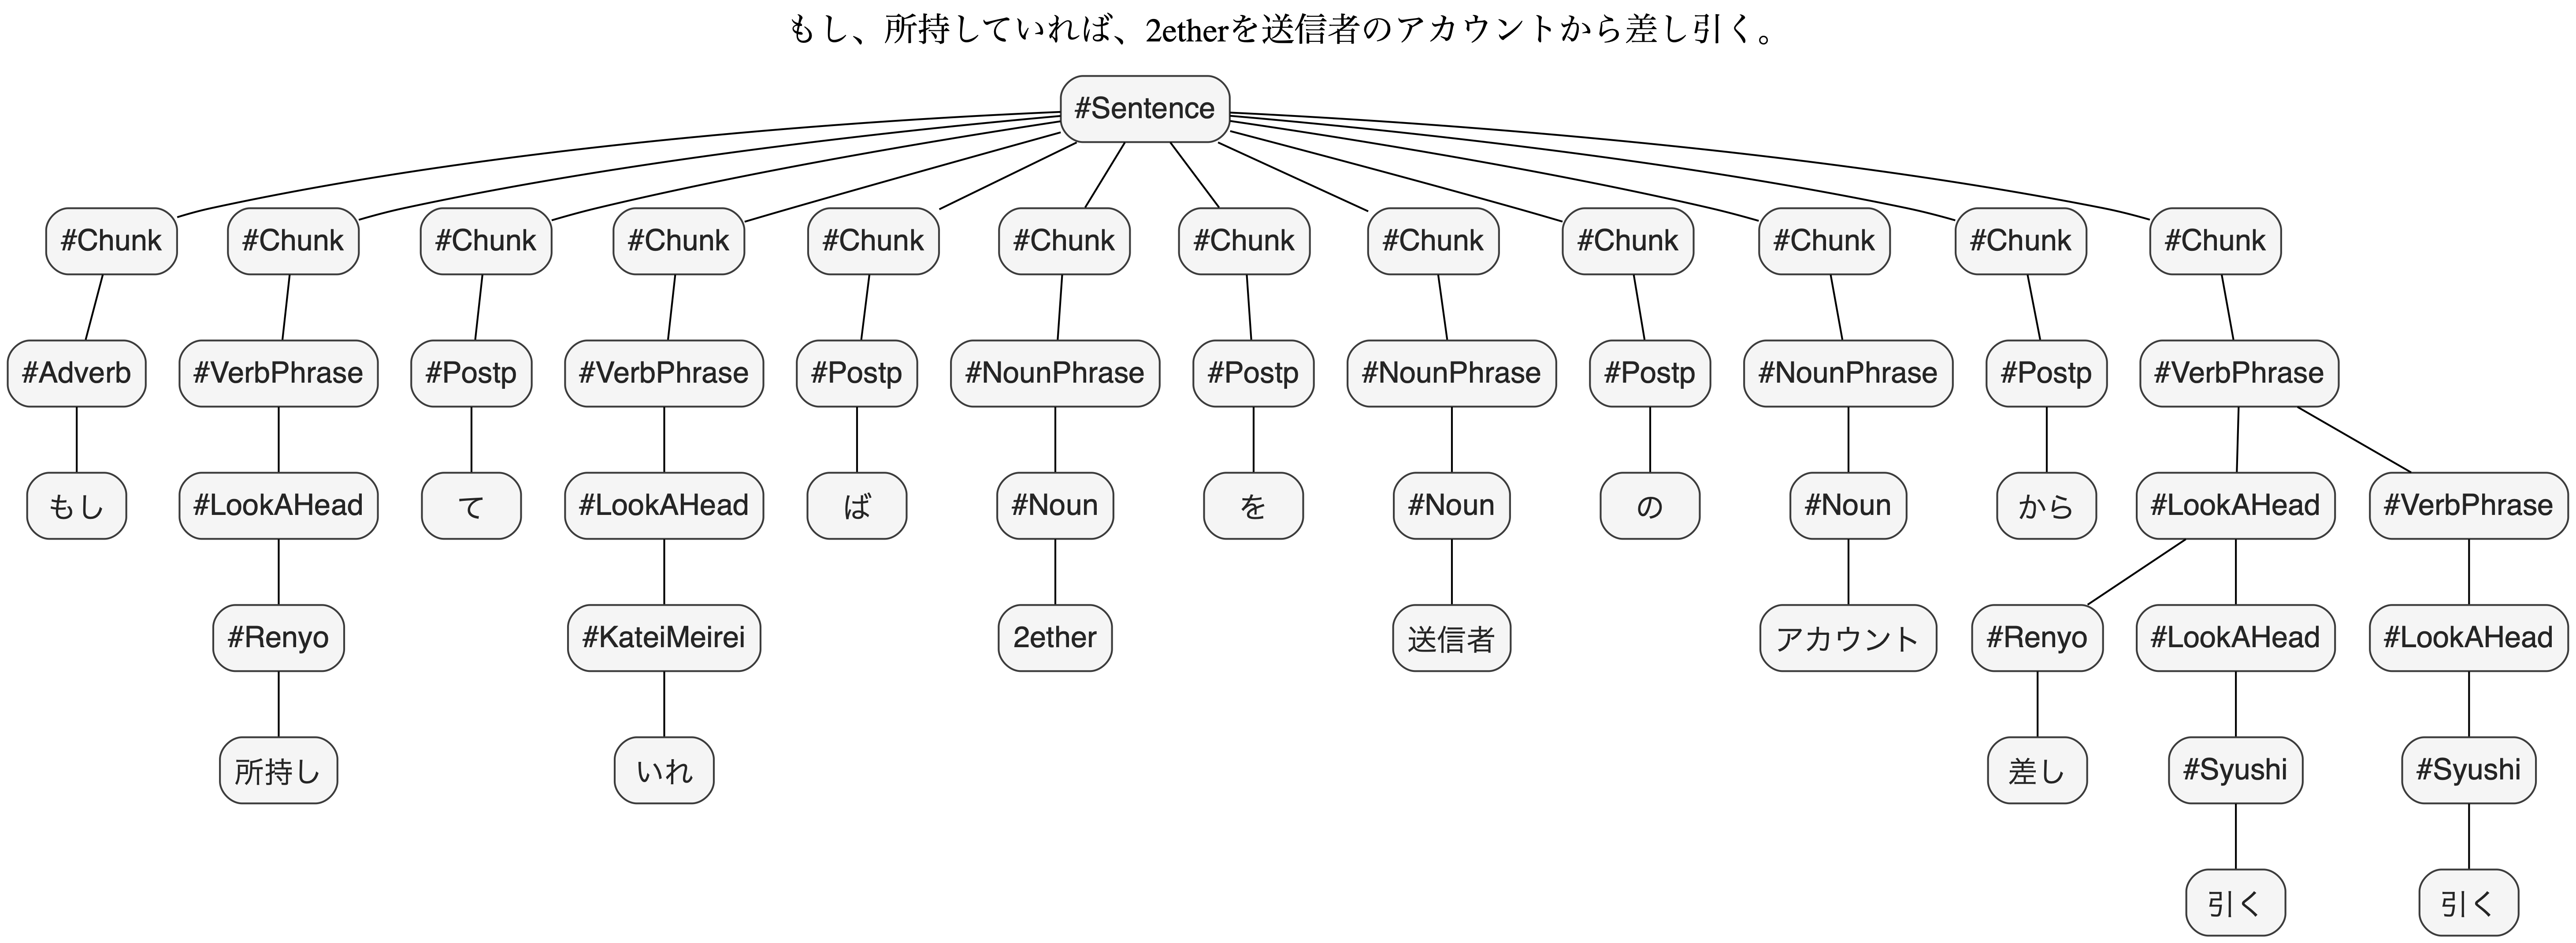 もし、所持していれば、2etherを送信者のアカウントから差し引く。
#Sentence
#Chunk #Chunk #Chunk #Chunk #Chunk #Chunk #Chunk #Chunk #Chunk #Chunk #Chunk #Chunk
#Adverb #VerbPhrase #Postp #VerbPhrase #Postp #NounPhrase #Postp #NounPhrase #Postp #NounPhrase #Postp #VerbPhrase
もし #LookAHead て #LookAHead ば #Noun を #Noun の #Noun から #LookAHead #VerbPhrase
#Renyo #KateiMeirei 2ether 送信者 アカウント #Renyo #LookAHead #LookAHead
所持し いれ 差し #Syushi #Syushi
引く 引く